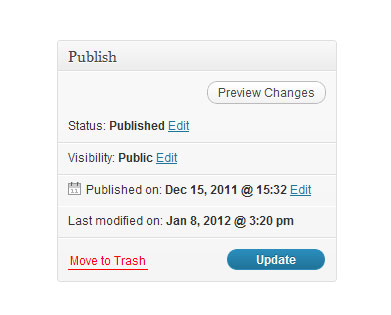 Publish
Preview Changes
Status: Published Edit
Visibility: Public Edit
11 Published on: Dec 15, 2011 @ 15:32 Edit
Last modified on: Jan 8, 2012 @ 3:20 pm
Move to Trash Update